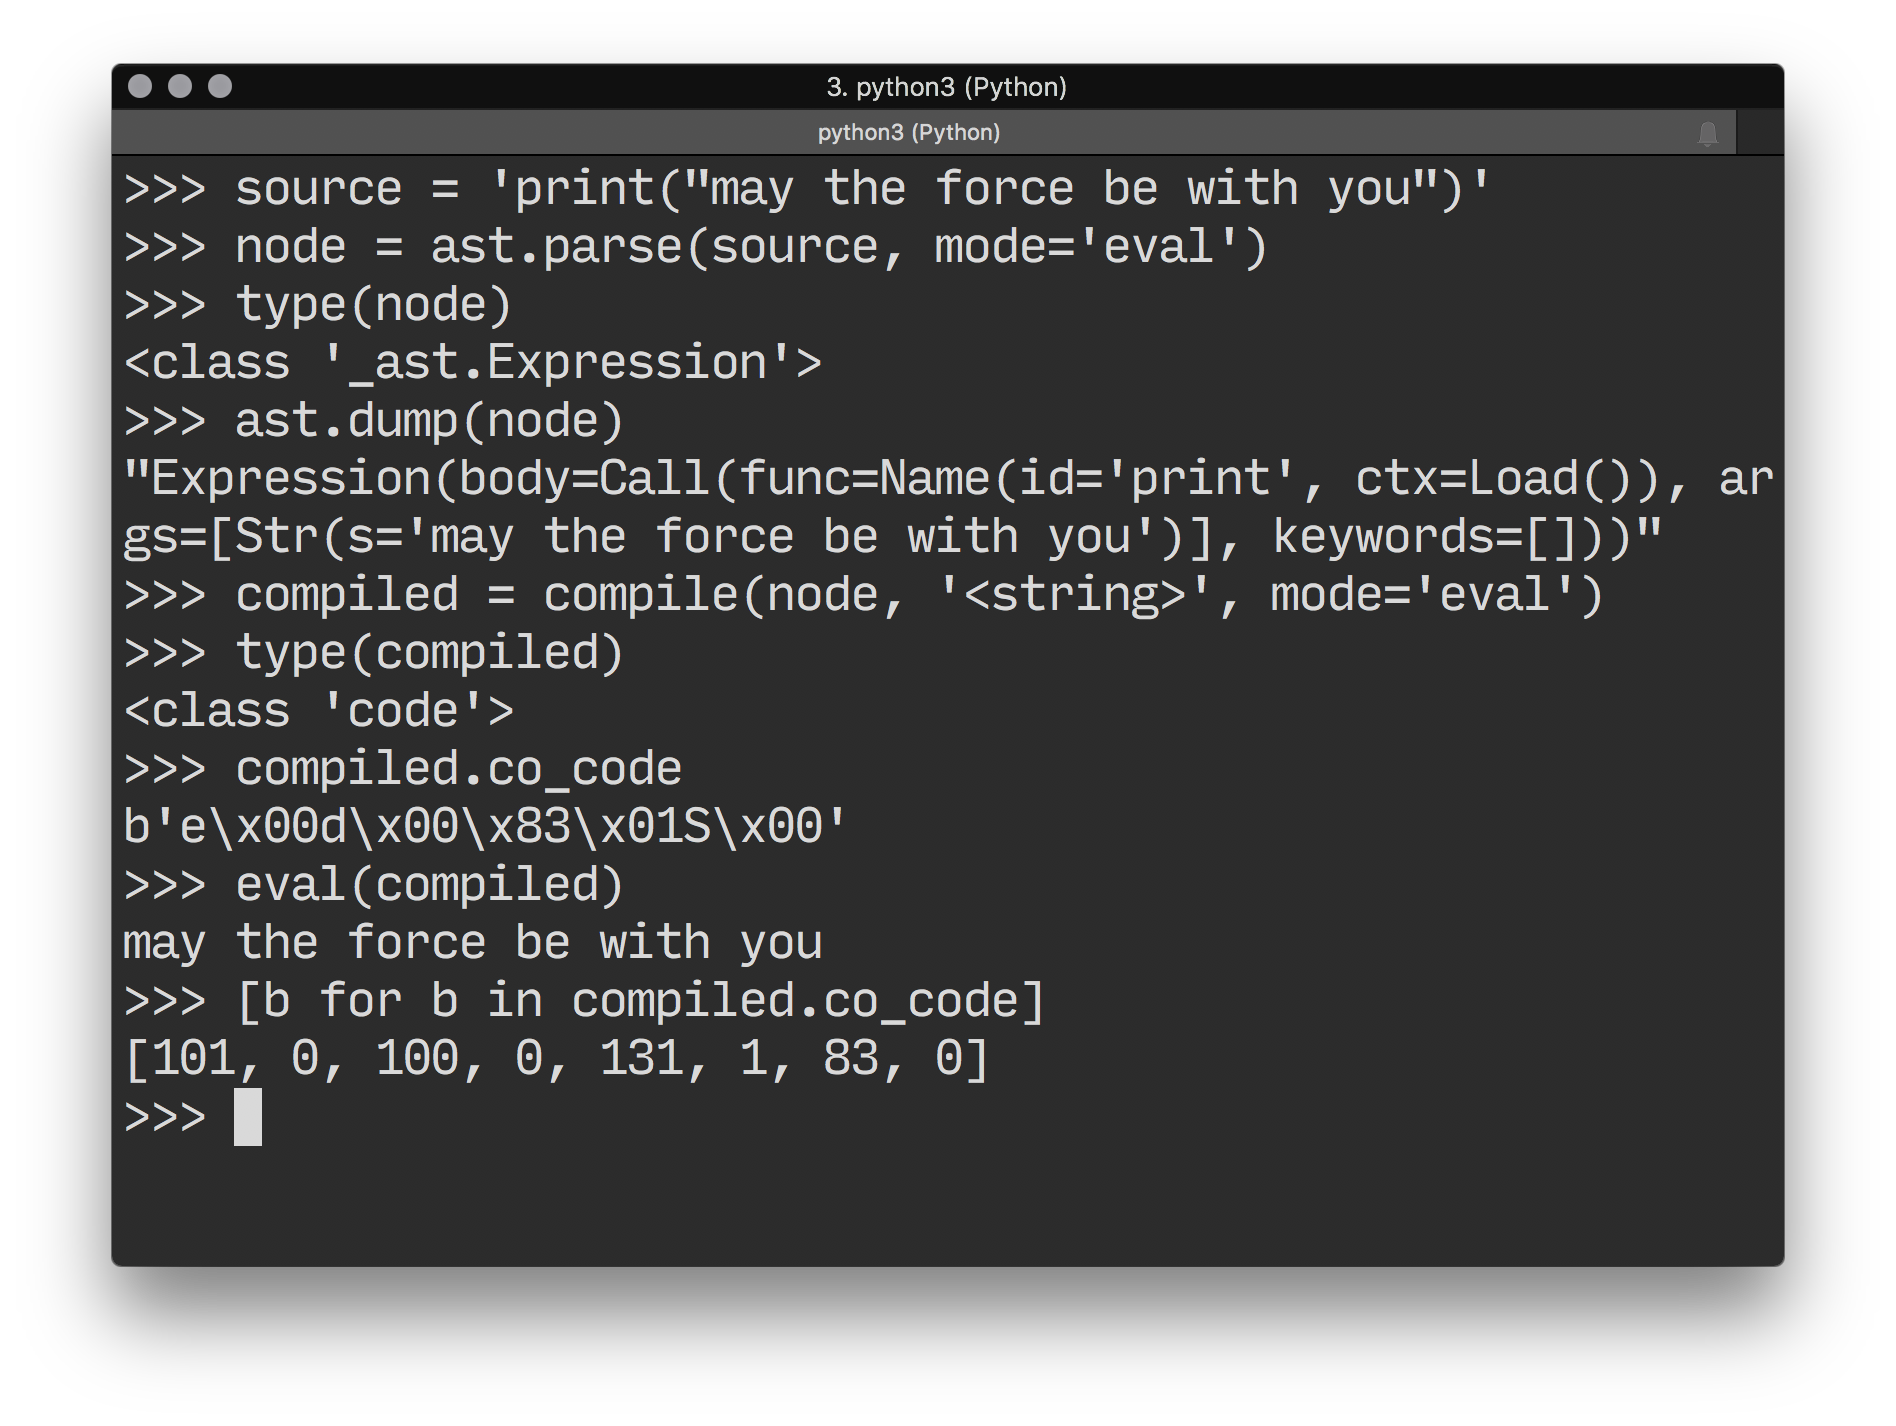 3. python3 (Python)
python3 (Python)
>>> source = 'print("may the force be with you")'
>>> node = ast.parse(source, mode='eval')
>>> type(node)
<class '_ast.Expression'>
>>> ast.dump(node)
"Expression(body=Call(func=Name(id='print', ctx=Load()), ar
gs=[Str(s='may the force be with you')], keywords=[]))"
>>> compiled = compile(node, '<string>', mode='eval')
>>> type(compiled)
<class 'code'>
>>> compiled.co_code
b'e\x00d\x00\x83\x01S\x00'
>>> eval(compiled)
may the force be with you
>>> [b for b in compiled.co_code]
[101, 0, 100, 0, 131, 1, 83, 0]
>>>